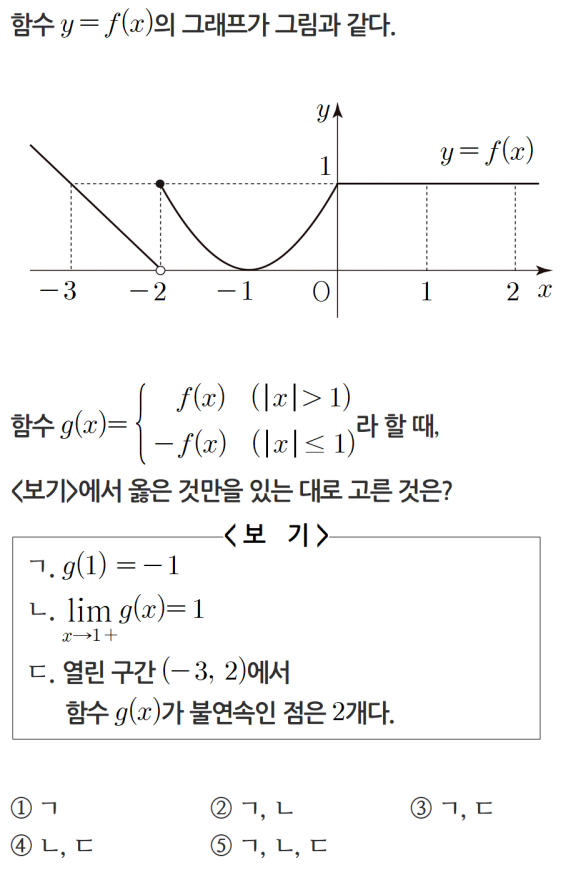 함수 y=f(x)의 그래프가 그림과 같다.
y
1
y=f(x)
-3 -2 -1 O 1 2 x
함수 g(x)= { f(x) (|x|>1)
-f(x) (|x|≤1) 라 할 때,
<보기>에서 옳은 것만을 있는 대로 고른 것은?
<보 기>
ㄱ. g(1) = -1
ㄴ. lim g(x)=1
x→1+
ㄷ. 열린 구간 (-3, 2)에서
함수 g(x)가 불연속인 점은 2개다.
① ㄱ ② ㄱ, ㄴ ③ ㄱ, ㄷ
④ ㄴ, ㄷ ⑤ ㄱ, ㄴ, ㄷ